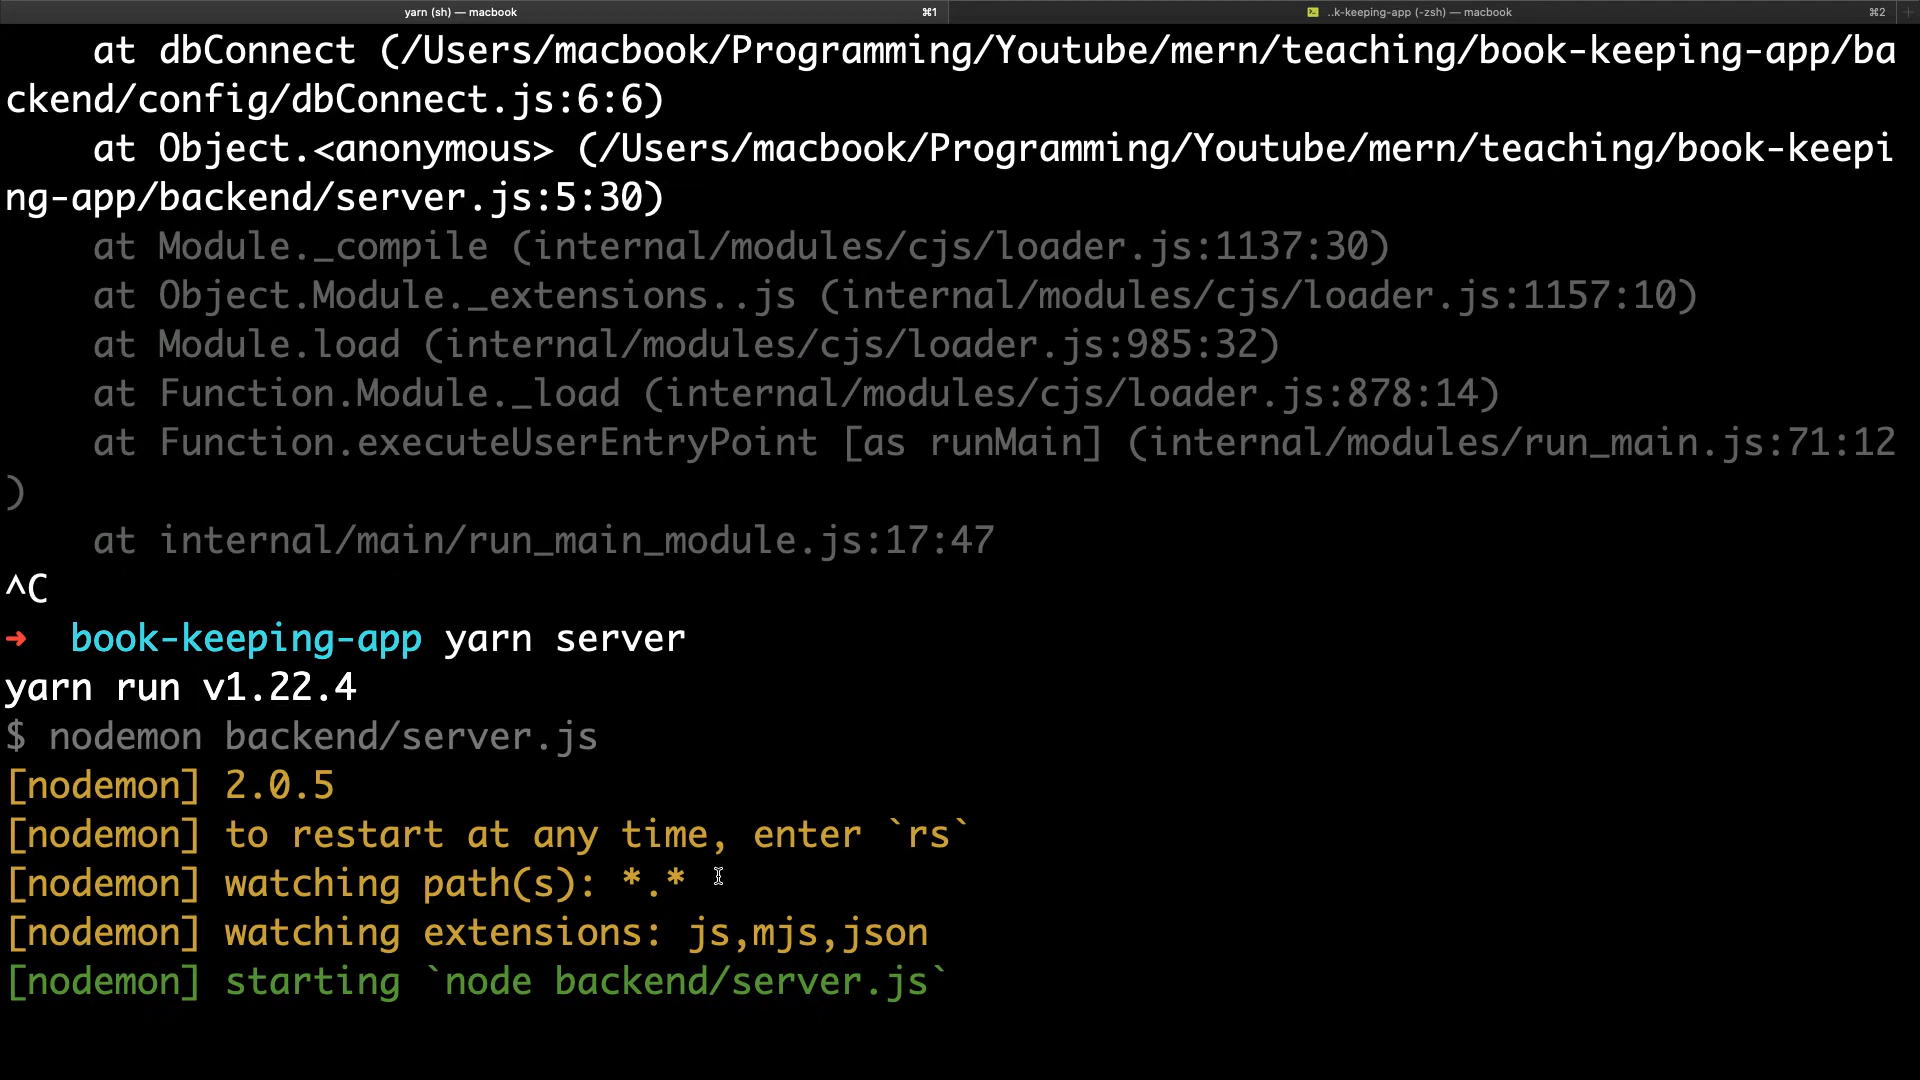 yarn (sh) — macbook ⌘1 ..k-keeping-app (-zsh) — macbook ⌘2
at dbConnect (/Users/macbook/Programming/Youtube/mern/teaching/book-keeping-app/ba
ckend/config/dbConnect.js:6:6)
at Object.<anonymous> (/Users/macbook/Programming/Youtube/mern/teaching/book-keepi
ng-app/backend/server.js:5:30)
at Module._compile (internal/modules/cjs/loader.js:1137:30)
at Object.Module._extensions..js (internal/modules/cjs/loader.js:1157:10)
at Module.load (internal/modules/cjs/loader.js:985:32)
at Function.Module._load (internal/modules/cjs/loader.js:878:14)
at Function.executeUserEntryPoint [as runMain] (internal/modules/run_main.js:71:12
)
at internal/main/run_main_module.js:17:47
^C
➜ book-keeping-app yarn server
yarn run v1.22.4
$ nodemon backend/server.js
[nodemon] 2.0.5
[nodemon] to restart at any time, enter `rs`
[nodemon] watching path(s): *.*
[nodemon] watching extensions: js,mjs,json
[nodemon] starting `node backend/server.js`